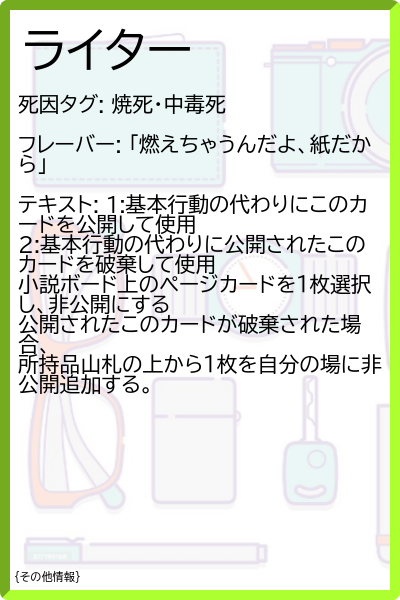 ライター
死因タグ: 焼死・中毒死
フレーバー: 「燃えちゃうんだよ、紙だか
ら」
テキスト: 1:基本行動の代わりにこのカ
ードを公開して使用
2:基本行動の代わりに公開されたこの
カードを破棄して使用
小説ボード上のページカードを1枚選択
し、非公開にする
公開されたこのカードが破棄された場
合、
所持品山札の上から1枚を自分の場に非
公開追加する。
{その他情報}